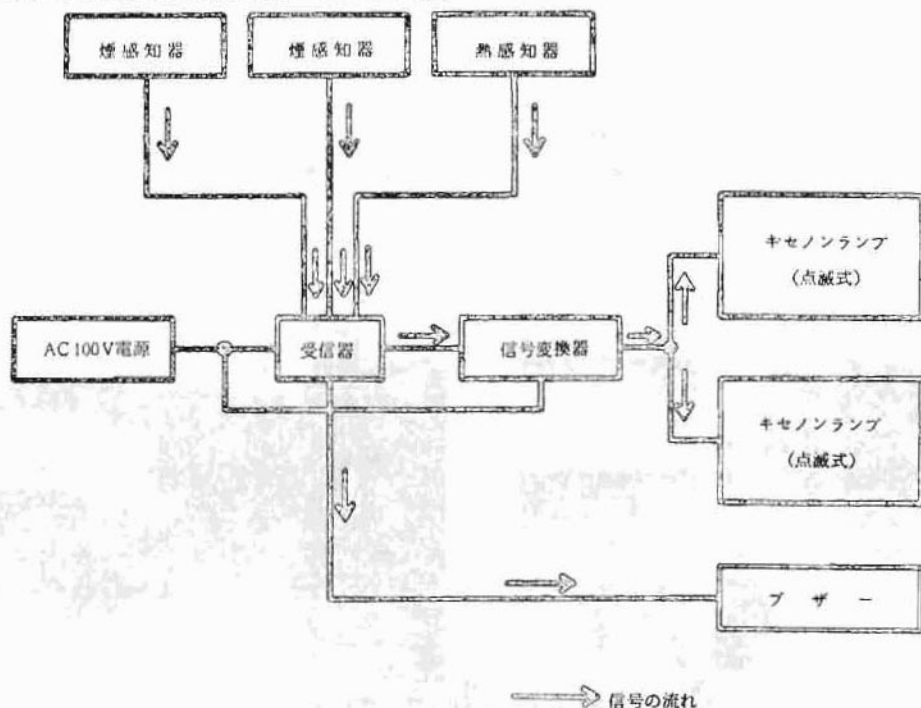 煙感知器
煙感知器
熱感知器
キセノンランプ
(点滅式)
AC100V電源
受信器
信号変換器
キセノンランプ
(点滅式)
ブザー
信号の流れ